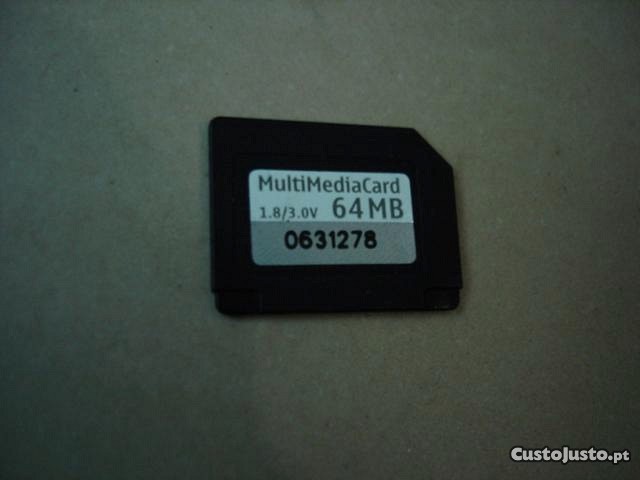 MultiMediaCard
1.8/3.0V 64MB
0631278
CustoJusto.pt